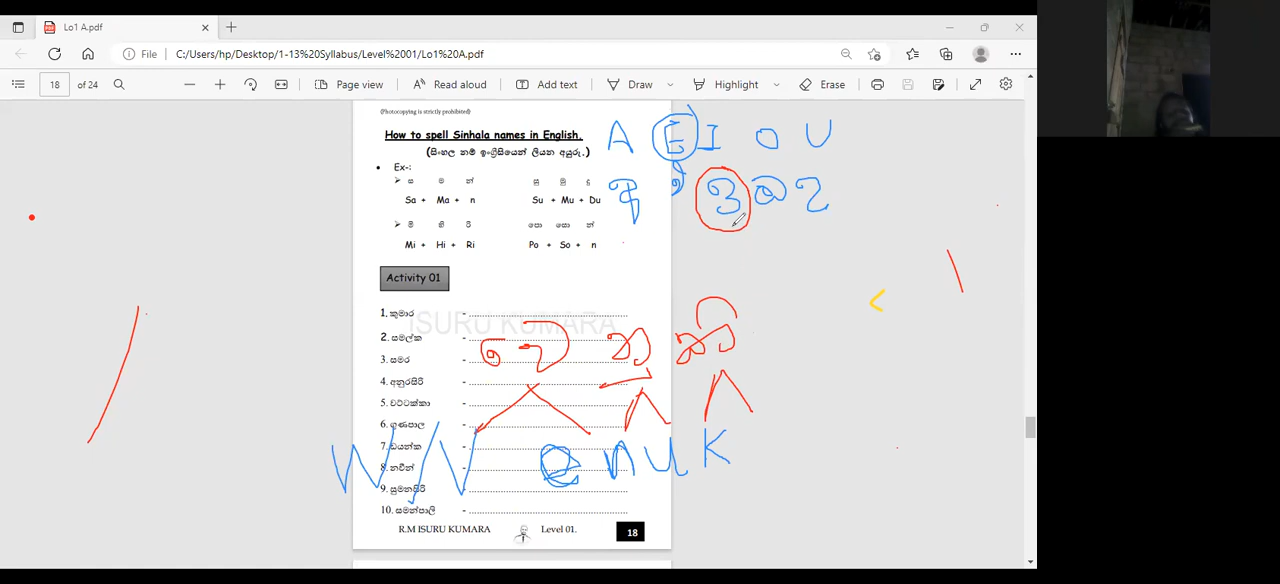 Lo1 A.pdf
File C:/Users/hp/Desktop/1-13%20Syllabus/Level%2001/Lo1%20A.pdf
18 of 24 Page view Read aloud Add text Draw Highlight Erase
(Photocopying is strictly prohibited)
How to spell Sinhala names in English.
(සිංහල නම් ඉංග්‍රීසියෙන් ලියන අයුරු.)
A E I O U
Ex-:
ස ම න් සු මු දු
Sa + Ma + n Su + Mu + Du
මි හි රි පො සො න්
Mi + Hi + Ri Po + So + n
Activity 01
ISURU KUMARA
1. කුමාර -
2. සමල්ක -
3. සමර -
4. අනුරසිරි -
5. වට්ටක්කා -
6. ගුණපාල -
7. ඩයන්ක -
8. නවීන් -
9. සුමනසිරි -
10. සමන්පාලි -
W/V e n u K
R.M ISURU KUMARA Level 01. 18